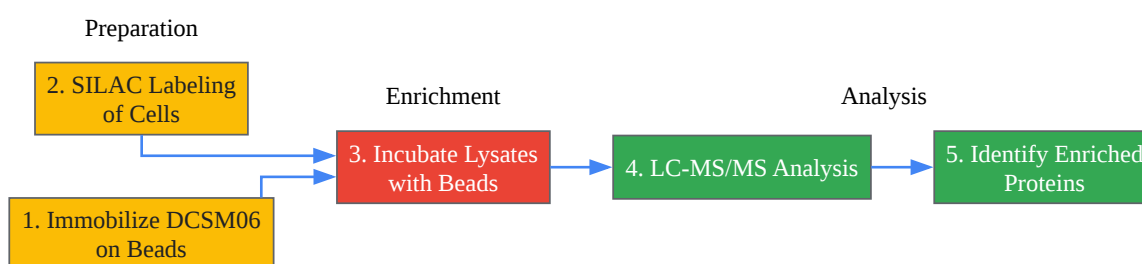 Preparation
2. SILAC Labeling
of Cells
Enrichment
Analysis
3. Incubate Lysates
with Beads
4. LC-MS/MS Analysis
5. Identify Enriched
Proteins
1. Immobilize DCSM06
on Beads